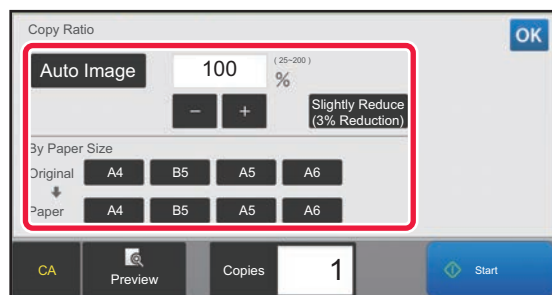 Copy Ratio
OK
Auto Image
100
(25~200)
%
− +
Slightly Reduce
(3% Reduction)
By Paper Size
Original A4 B5 A5 A6
Paper A4 B5 A5 A6
CA
Preview
Copies
1
Start